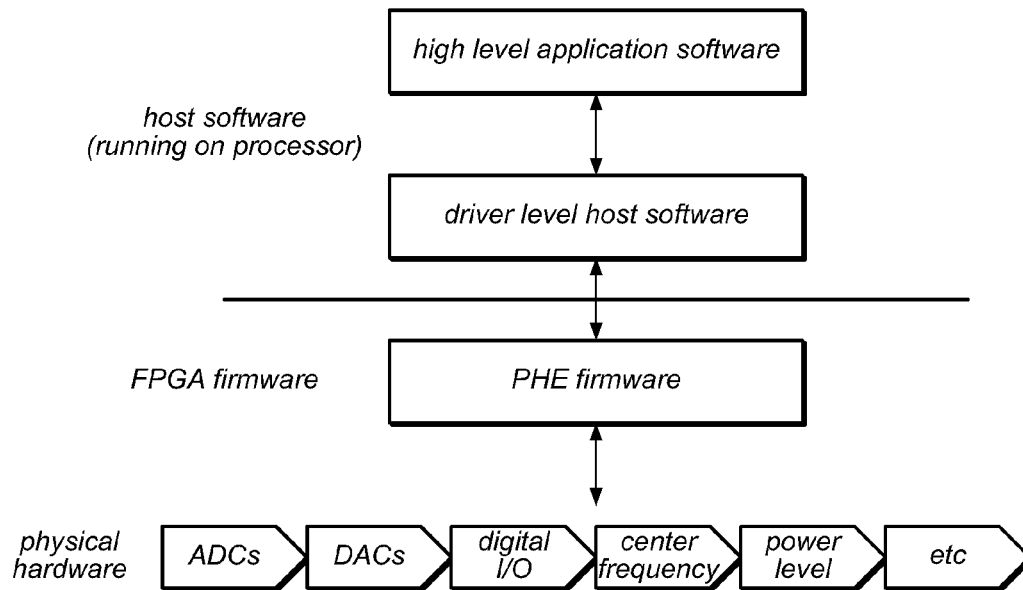 high level application software
host software
(running on processor)
driver level host software
FPGA firmware
PHE firmware
physical
hardware
ADCs
DACs
digital
I/O
center
frequency
power
level
etc